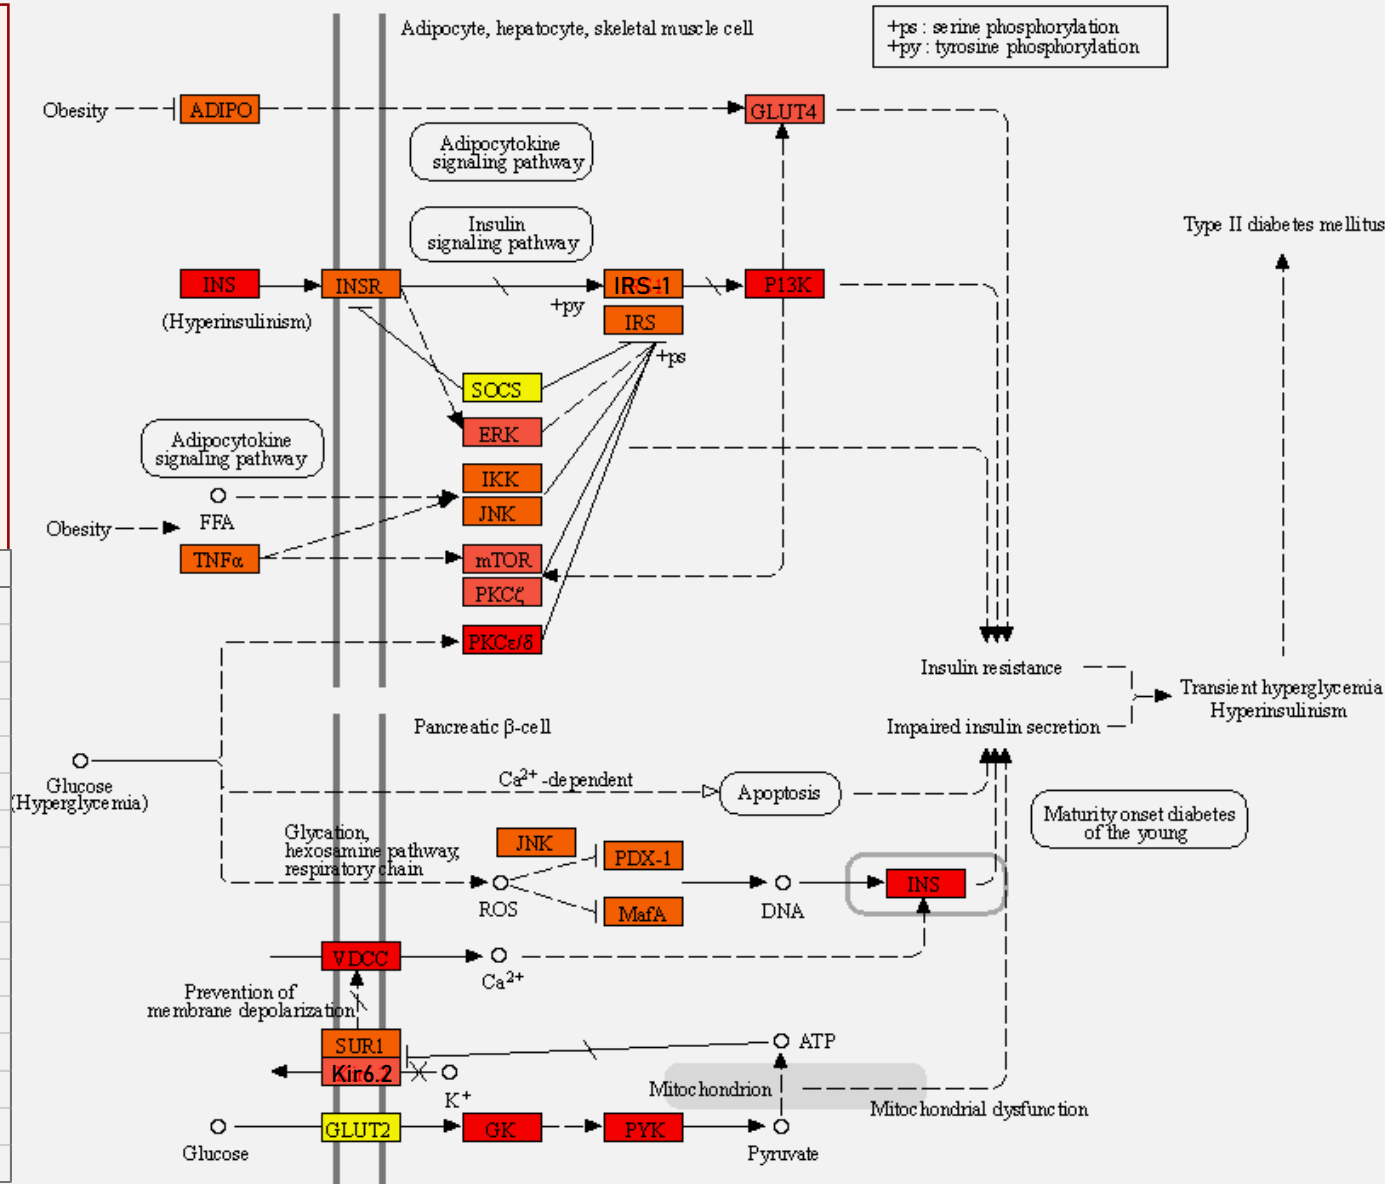 Adipocyte, hepatocyte, skeletal muscle cell
+ps : serine phosphorylation
+py : tyrosine phosphorylation
Obesity
ADIPO
GLUT4
Adipocytokine
signaling pathway
Insulin
signaling pathway
Type II diabetes mellitus
INS
INSR
IRS-1
P13K
+py
(Hyperinsulinism)
IRS
+ps
SOCS
ERK
Adipocytokine
signaling pathway
IKK
FFA
JNK
Obesity
TNFα
mTOR
PKCζ
PKCε/δ
Insulin resistance
Transient hyperglycemia
Hyperinsulinism
Pancreatic β-cell
Impaired insulin secretion
Glucose
(Hyperglycemia)
Ca2+ -dependent
Apoptosis
Maturity onset diabetes
of the young
Glycation,
hexosamine pathway,
respiratory chain
JNK
PDX-1
ROS
MafA
DNA
INS
VDCC
Ca2+
Prevention of
membrane depolarization
SUR1
ATP
Kir6.2
K+
Mitochondrion
Mitochondrial dysfunction
GLUT2
GK
PYK
Glucose
Pyruvate